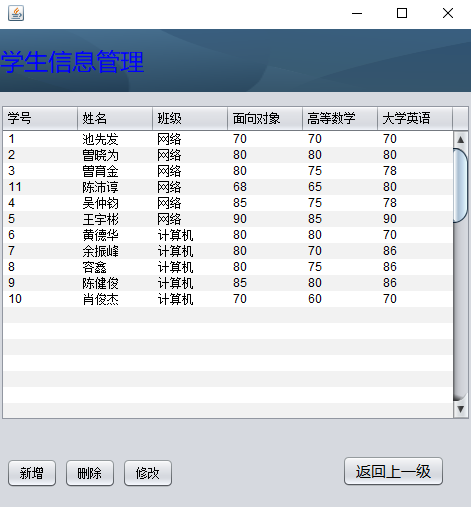 学生信息管理
学号 姓名 班级 面向对象 高等数学 大学英语
1 池先发 网络 70 70 70
2 曾晓为 网络 80 80 80
3 曾育金 网络 80 75 78
11 陈沛谆 网络 68 65 80
4 吴仲钧 网络 85 75 78
5 王宇彬 网络 90 85 90
6 黄德华 计算机 80 80 70
7 余振峰 计算机 80 70 86
8 容鑫 计算机 80 75 86
9 陈健俊 计算机 85 80 86
10 肖俊杰 计算机 70 60 70
新增 删除 修改 返回上一级